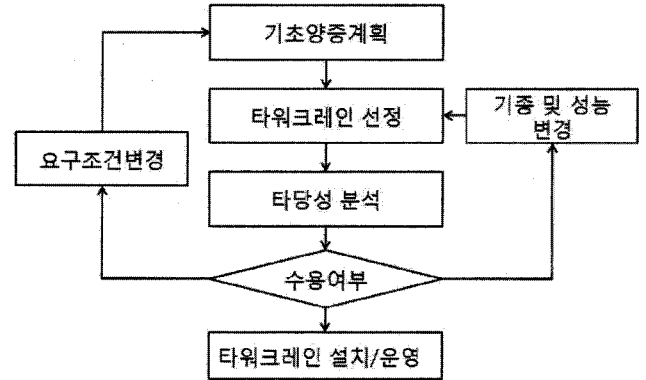 기초양중계획
타워크레인 선정
기종 및 성능
변경
요구조건변경
타당성 분석
수용여부
타워크레인 설치/운영